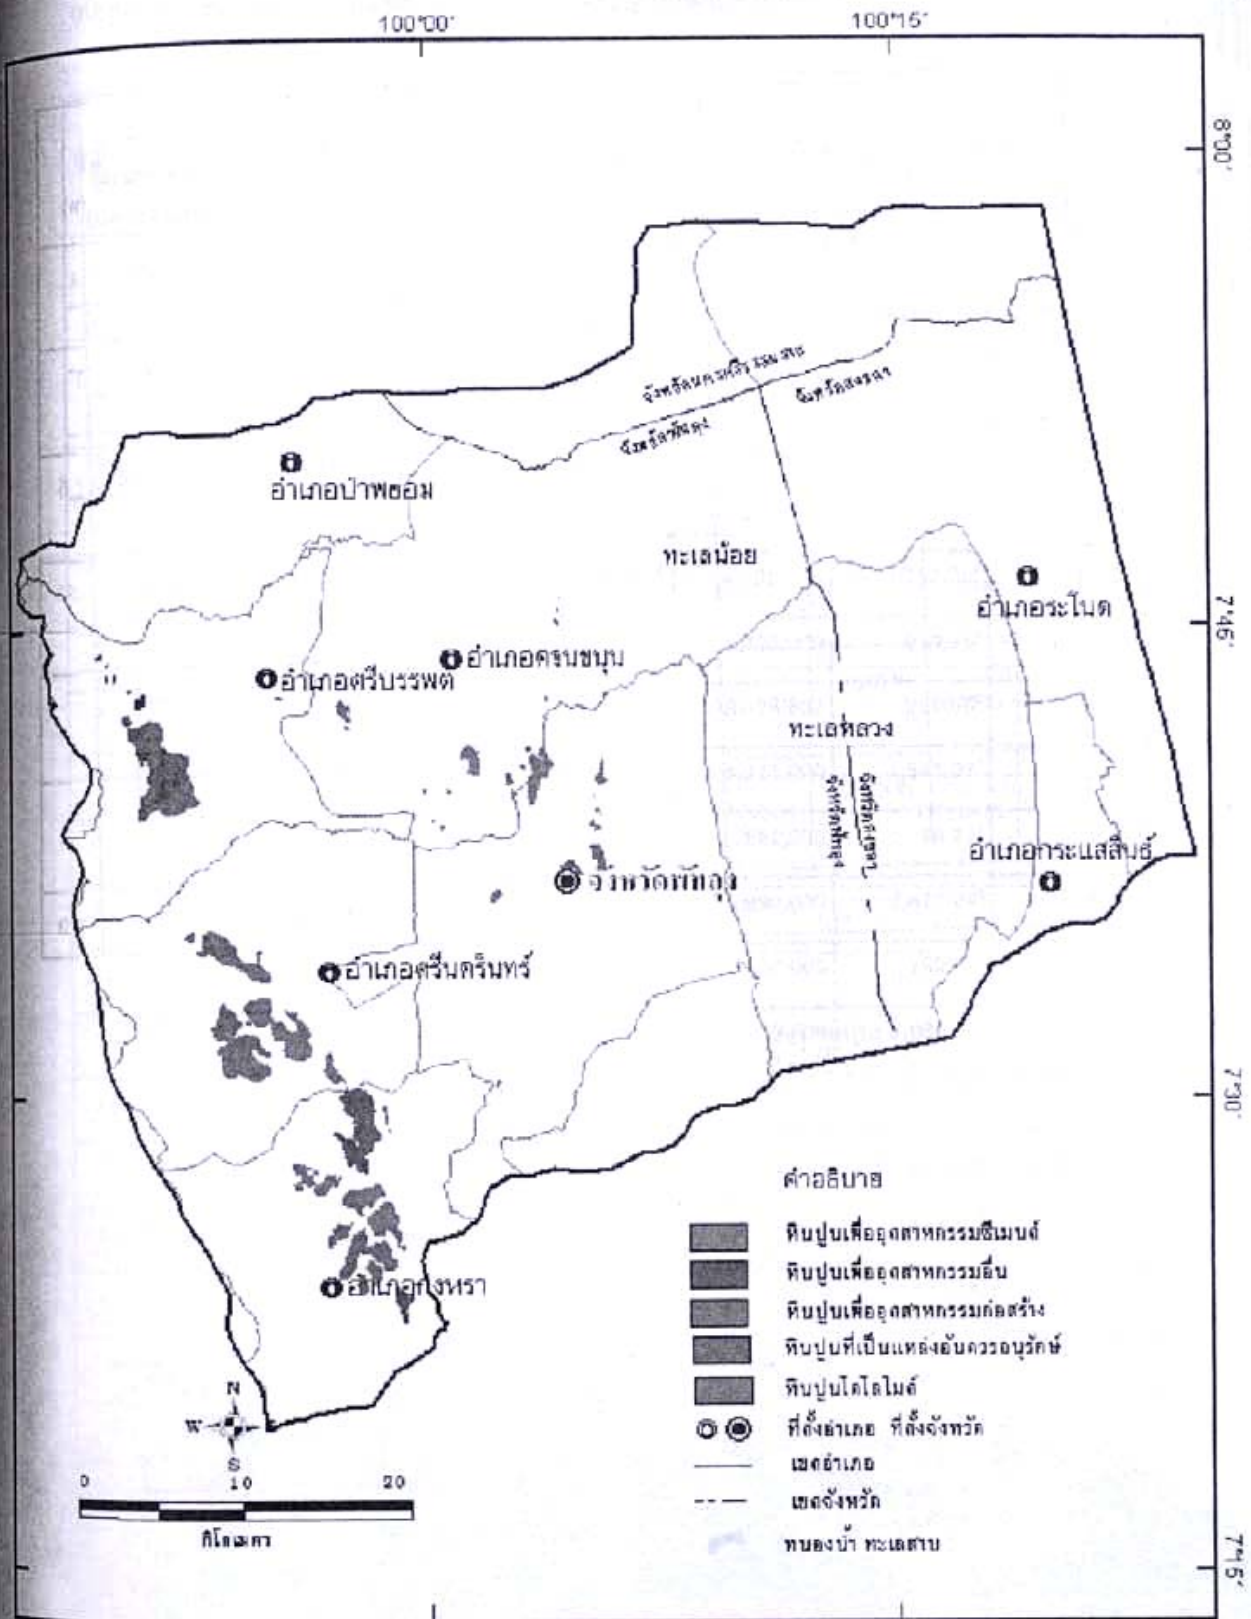 100°00'
100°15'
8°00'
จังหวัดนครศรีธรรมราช
จังหวัดสงขลา
จังหวัดพัทลุง
อำเภอป่าพยอม
ทะเลน้อย
อำเภอระโนด
7°45'
อำเภอควนขนุน
อำเภอศรีบรรพต
ทะเลหลวง
จังหวัดพัทลุง
จังหวัดสงขลา
อำเภอกระแสสินธุ์
จังหวัดพัทลุง
อำเภอศรีนครินทร์
7°30'
คำอธิบาย
หินปูนเพื่ออุตสาหกรรมซีเมนต์
หินปูนเพื่ออุตสาหกรรมอื่น
อำเภอกงหรา
หินปูนเพื่ออุตสาหกรรมก่อสร้าง
หินปูนที่เป็นแหล่งอันควรอนุรักษ์
หินปูนโดโลไมต์
N
W
S
ที่ตั้งอำเภอ ที่ตั้งจังหวัด
เขตอำเภอ
0 10 20
เขตจังหวัด
กิโลเมตร
หนองน้ำ ทะเลสาบ
7°15'